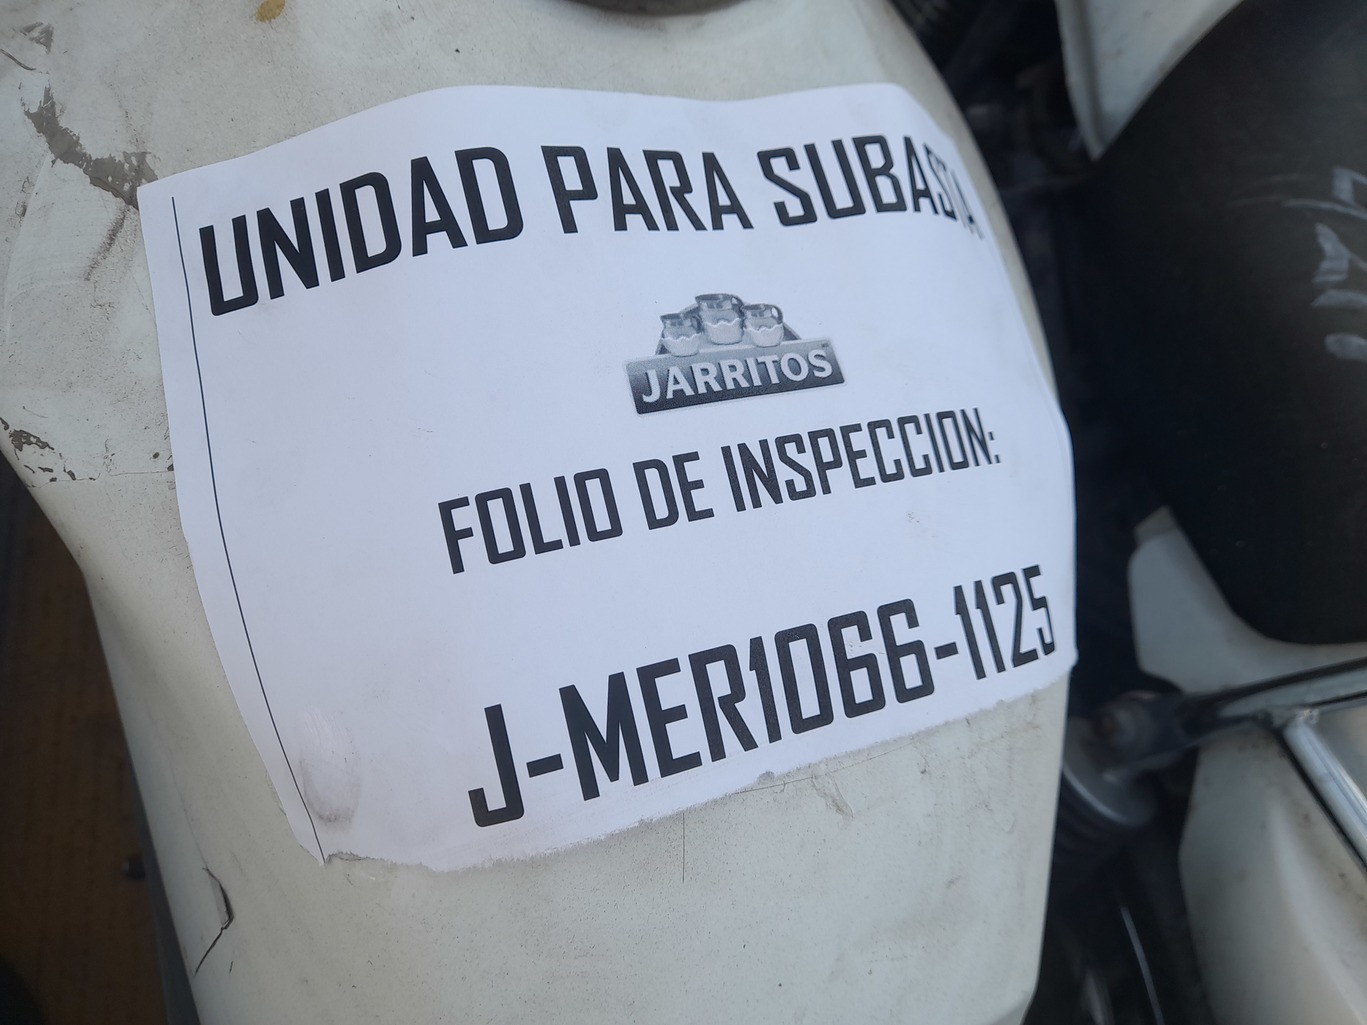 UNIDAD PARA SUBASTA
JARRITOS
FOLIO DE INSPECCION:
J-MER1066-1125